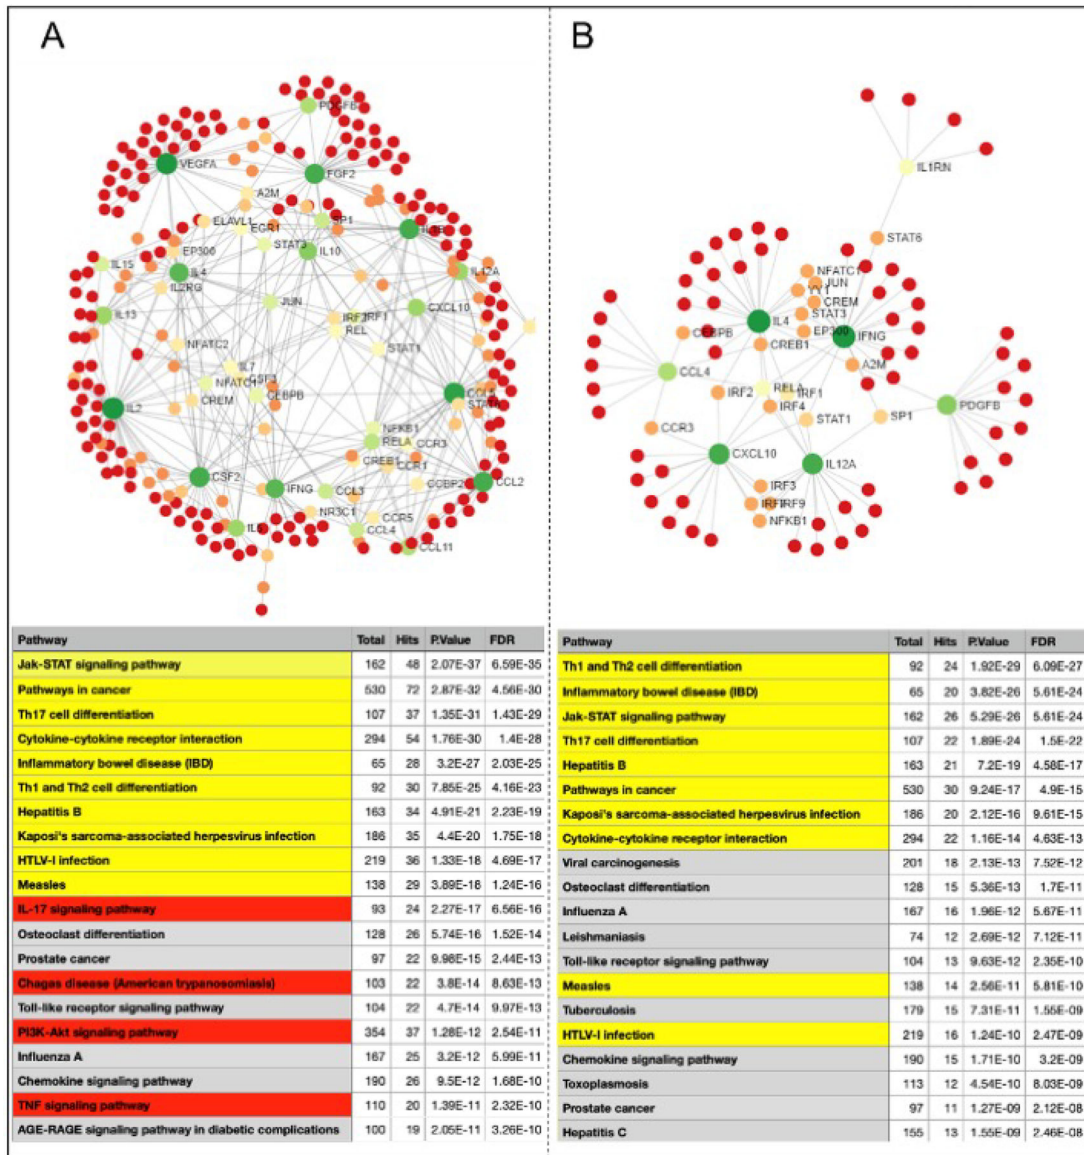 A
PDGFB
VEGFA
FGF2
A2M
ELAVL1
EGR1
SP1
IL1B
STAT3
EP300
IL10
IL15
IL4
IL12A
IL2RG
JUN
CXCL10
IL13
IRF1
REL
NFATC2
STAT1
IL7
CSF3
NFATC1
CEBPB
CCL5
CREM
IL2
NFKB1
RELA
CCR3
CREB1
CCR1
CSF2
IFNG
CCL3
CCBP2
CCL2
NR3C1
CCR5
CCL4
CCL11
Pathway Total Hits P.Value FDR
Jak-STAT signaling pathway 162 48 2.07E-37 6.59E-35
Pathways in cancer 530 72 2.87E-32 4.56E-30
Th17 cell differentiation 107 37 1.35E-31 1.43E-29
Cytokine-cytokine receptor interaction 294 54 1.76E-30 1.4E-28
Inflammatory bowel disease (IBD) 65 28 3.2E-27 2.03E-25
Th1 and Th2 cell differentiation 92 30 7.85E-25 4.16E-23
Hepatitis B 163 34 4.91E-21 2.23E-19
Kaposi's sarcoma-associated herpesvirus infection 186 35 4.4E-20 1.75E-18
HTLV-I infection 219 36 1.33E-18 4.69E-17
Measles 138 29 3.89E-18 1.24E-16
IL-17 signaling pathway 93 24 2.27E-17 6.56E-16
Osteoclast differentiation 128 26 5.74E-16 1.52E-14
Prostate cancer 97 22 9.98E-15 2.44E-13
Chagas disease (American trypanosomiasis) 103 22 3.8E-14 8.63E-13
Toll-like receptor signaling pathway 104 22 4.7E-14 9.97E-13
PI3K-Akt signaling pathway 354 37 1.28E-12 2.54E-11
Influenza A 167 25 3.2E-12 5.99E-11
Chemokine signaling pathway 190 26 9.5E-12 1.68E-10
TNF signaling pathway 110 20 1.39E-11 2.32E-10
AGE-RAGE signaling pathway in diabetic complications 100 19 2.05E-11 3.26E-10
B
IL1RN
STAT6
NFATC1
JUN
YY1
CREM
STAT3
IL4
EP300
IFNG
CEBPB
CREB1
A2M
CCL4
RELA
IRF2
IRF1
IRF4
PDGFB
STAT1
SP1
CCR3
CXCL10
IL12A
IRF3
IRF9
NFKB1
Pathway Total Hits P.Value FDR
Th1 and Th2 cell differentiation 92 24 1.92E-29 6.09E-27
Inflammatory bowel disease (IBD) 65 20 3.82E-26 5.61E-24
Jak-STAT signaling pathway 162 26 5.29E-26 5.61E-24
Th17 cell differentiation 107 22 1.89E-24 1.5E-22
Hepatitis B 163 21 7.2E-19 4.58E-17
Pathways in cancer 530 30 9.24E-17 4.9E-15
Kaposi's sarcoma-associated herpesvirus infection 186 20 2.12E-16 9.61E-15
Cytokine-cytokine receptor interaction 294 22 1.16E-14 4.63E-13
Viral carcinogenesis 201 18 2.13E-13 7.52E-12
Osteoclast differentiation 128 15 5.36E-13 1.7E-11
Influenza A 167 16 1.96E-12 5.67E-11
Leishmaniasis 74 12 2.69E-12 7.12E-11
Toll-like receptor signaling pathway 104 13 9.63E-12 2.35E-10
Measles 138 14 2.56E-11 5.81E-10
Tuberculosis 179 15 7.31E-11 1.55E-09
HTLV-I infection 219 16 1.24E-10 2.47E-09
Chemokine signaling pathway 190 15 1.71E-10 3.2E-09
Toxoplasmosis 113 12 4.54E-10 8.03E-09
Prostate cancer 97 11 1.27E-09 2.12E-08
Hepatitis C 155 13 1.55E-09 2.46E-08